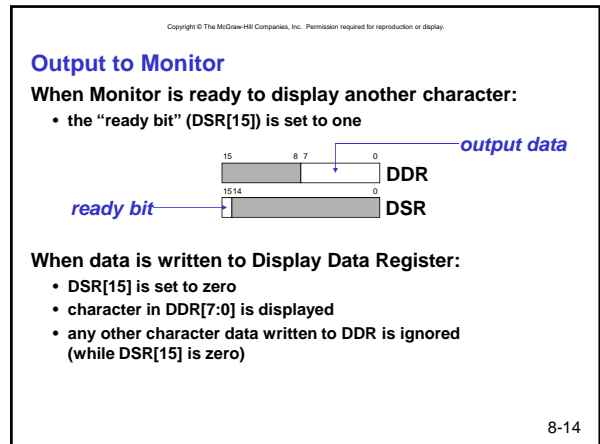 Copyright © The McGraw-Hill Companies, Inc. Permission required for reproduction or display.
Output to Monitor
When Monitor is ready to display another character:
• the “ready bit” (DSR[15]) is set to one
output data
15 8 7 0
DDR
15 14 0
ready bit
DSR
When data is written to Display Data Register:
• DSR[15] is set to zero
• character in DDR[7:0] is displayed
• any other character data written to DDR is ignored
(while DSR[15] is zero)
8-14